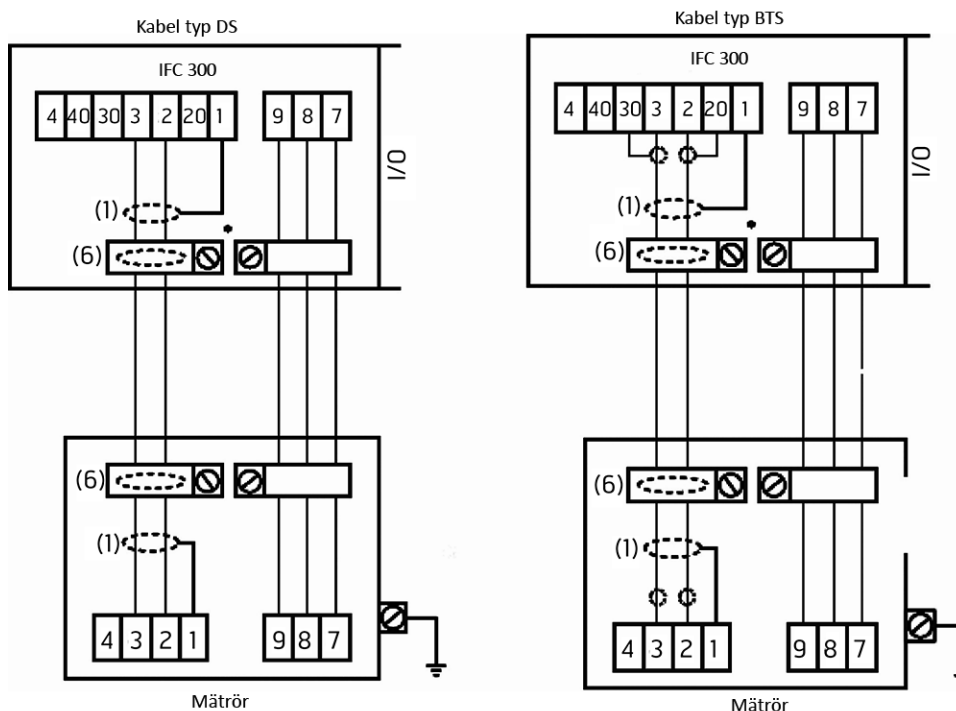 Kabel typ DS
IFC 300
4 40 30 3 2 20 1
9 8 7
I/O
(1)
(6)
(6)
(1)
4 3 2 1
9 8 7
Mätrör
Kabel typ BTS
IFC 300
4 40 30 3 2 20 1
9 8 7
I/O
(1)
(6)
(6)
(1)
4 3 2 1
9 8 7
Mätrör